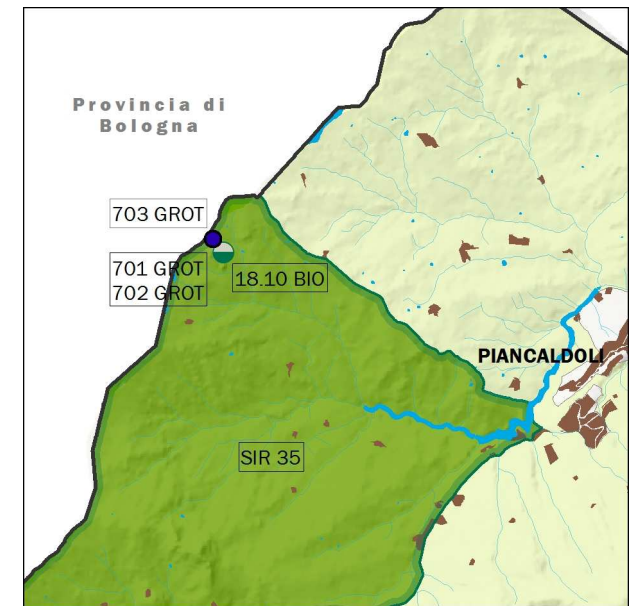 Provincia di
Bologna
703 GROT
701 GROT
702 GROT
18.10 BIO
PIANCALDOLI
SIR 35